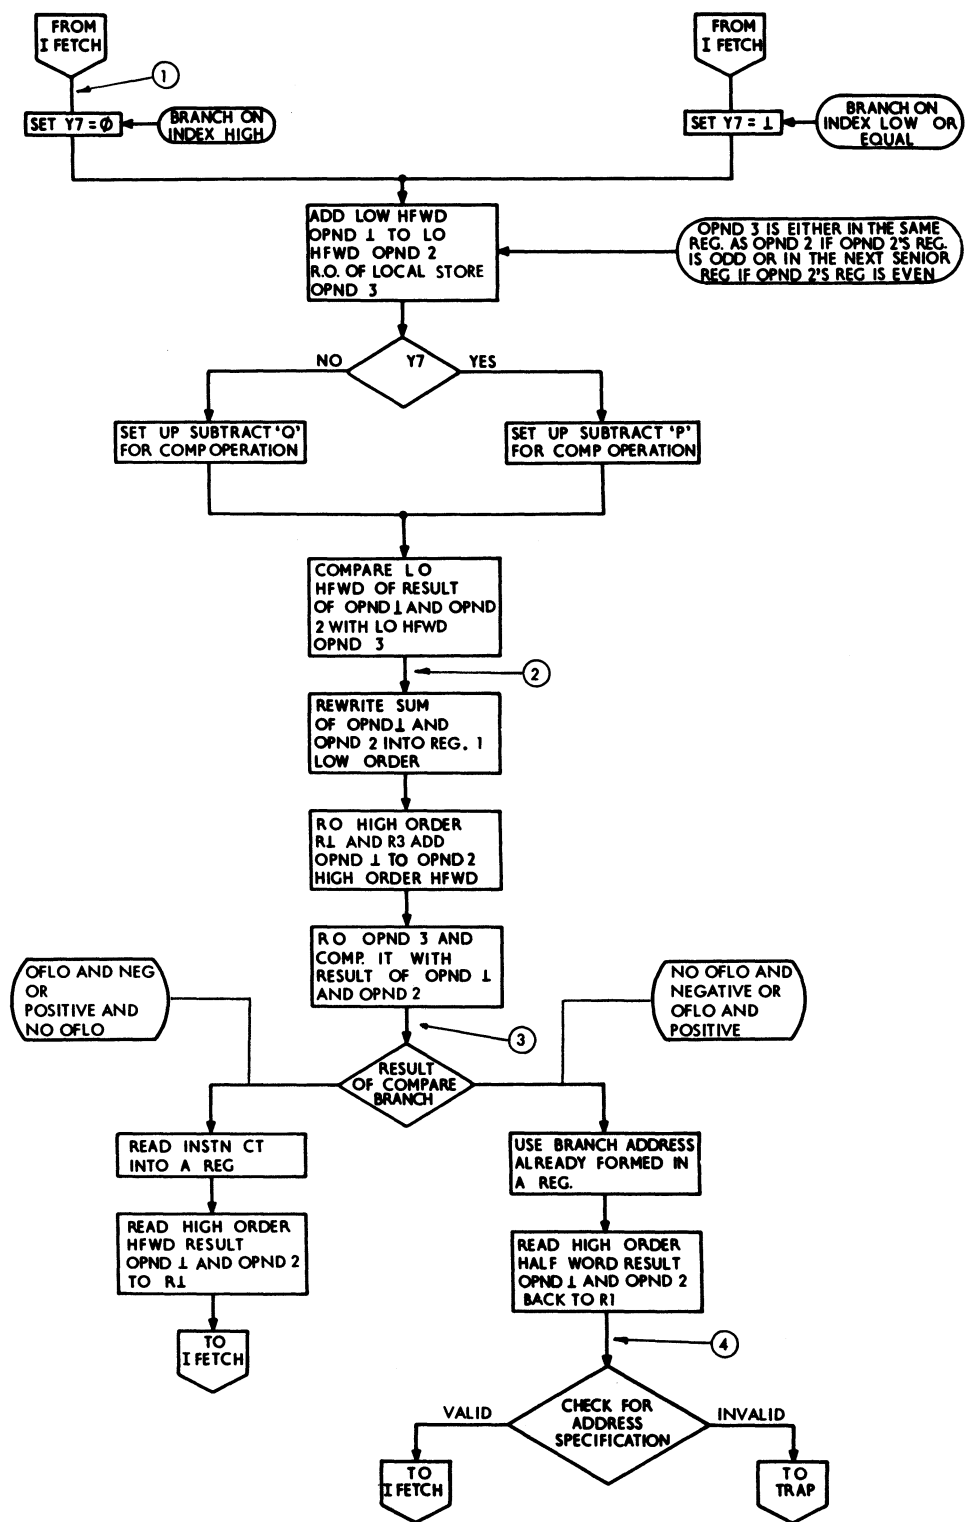 FROM
I FETCH
FROM
I FETCH
1
SET Y7 = Ø
BRANCH ON
INDEX HIGH
SET Y7 = 1
BRANCH ON
INDEX LOW OR
EQUAL
ADD LOW HFWD
OPND 1 TO LO
HFWD OPND 2
R.O. OF LOCAL STORE
OPND 3
OPND 3 IS EITHER IN THE SAME
REG. AS OPND 2 IF OPND 2'S REG.
IS ODD OR IN THE NEXT SENIOR
REG IF OPND 2'S REG IS EVEN
NO
Y7
YES
SET UP SUBTRACT 'Q'
FOR COMP OPERATION
SET UP SUBTRACT 'P'
FOR COMP OPERATION
COMPARE LO
HFWD OF RESULT
OF OPND 1 AND OPND
2 WITH LO HFWD
OPND 3
2
REWRITE SUM
OF OPND 1 AND
OPND 2 INTO REG. 1
LOW ORDER
RO HIGH ORDER
R1 AND R3 ADD
OPND 1 TO OPND 2
HIGH ORDER HFWD
RO OPND 3 AND
COMP. IT WITH
RESULT OF OPND 1
AND OPND 2
OFLO AND NEG
OR
POSITIVE AND
NO OFLO
NO OFLO AND
NEGATIVE OR
OFLO AND
POSITIVE
3
RESULT
OF COMPARE
BRANCH
READ INSTN CT
INTO A REG
USE BRANCH ADDRESS
ALREADY FORMED IN
A REG.
READ HIGH ORDER
HFWD RESULT
OPND 1 AND OPND 2
TO R1
READ HIGH ORDER
HALF WORD RESULT
OPND 1 AND OPND 2
BACK TO R1
TO
I FETCH
4
VALID
CHECK FOR
ADDRESS
SPECIFICATION
INVALID
TO
I FETCH
TO
TRAP